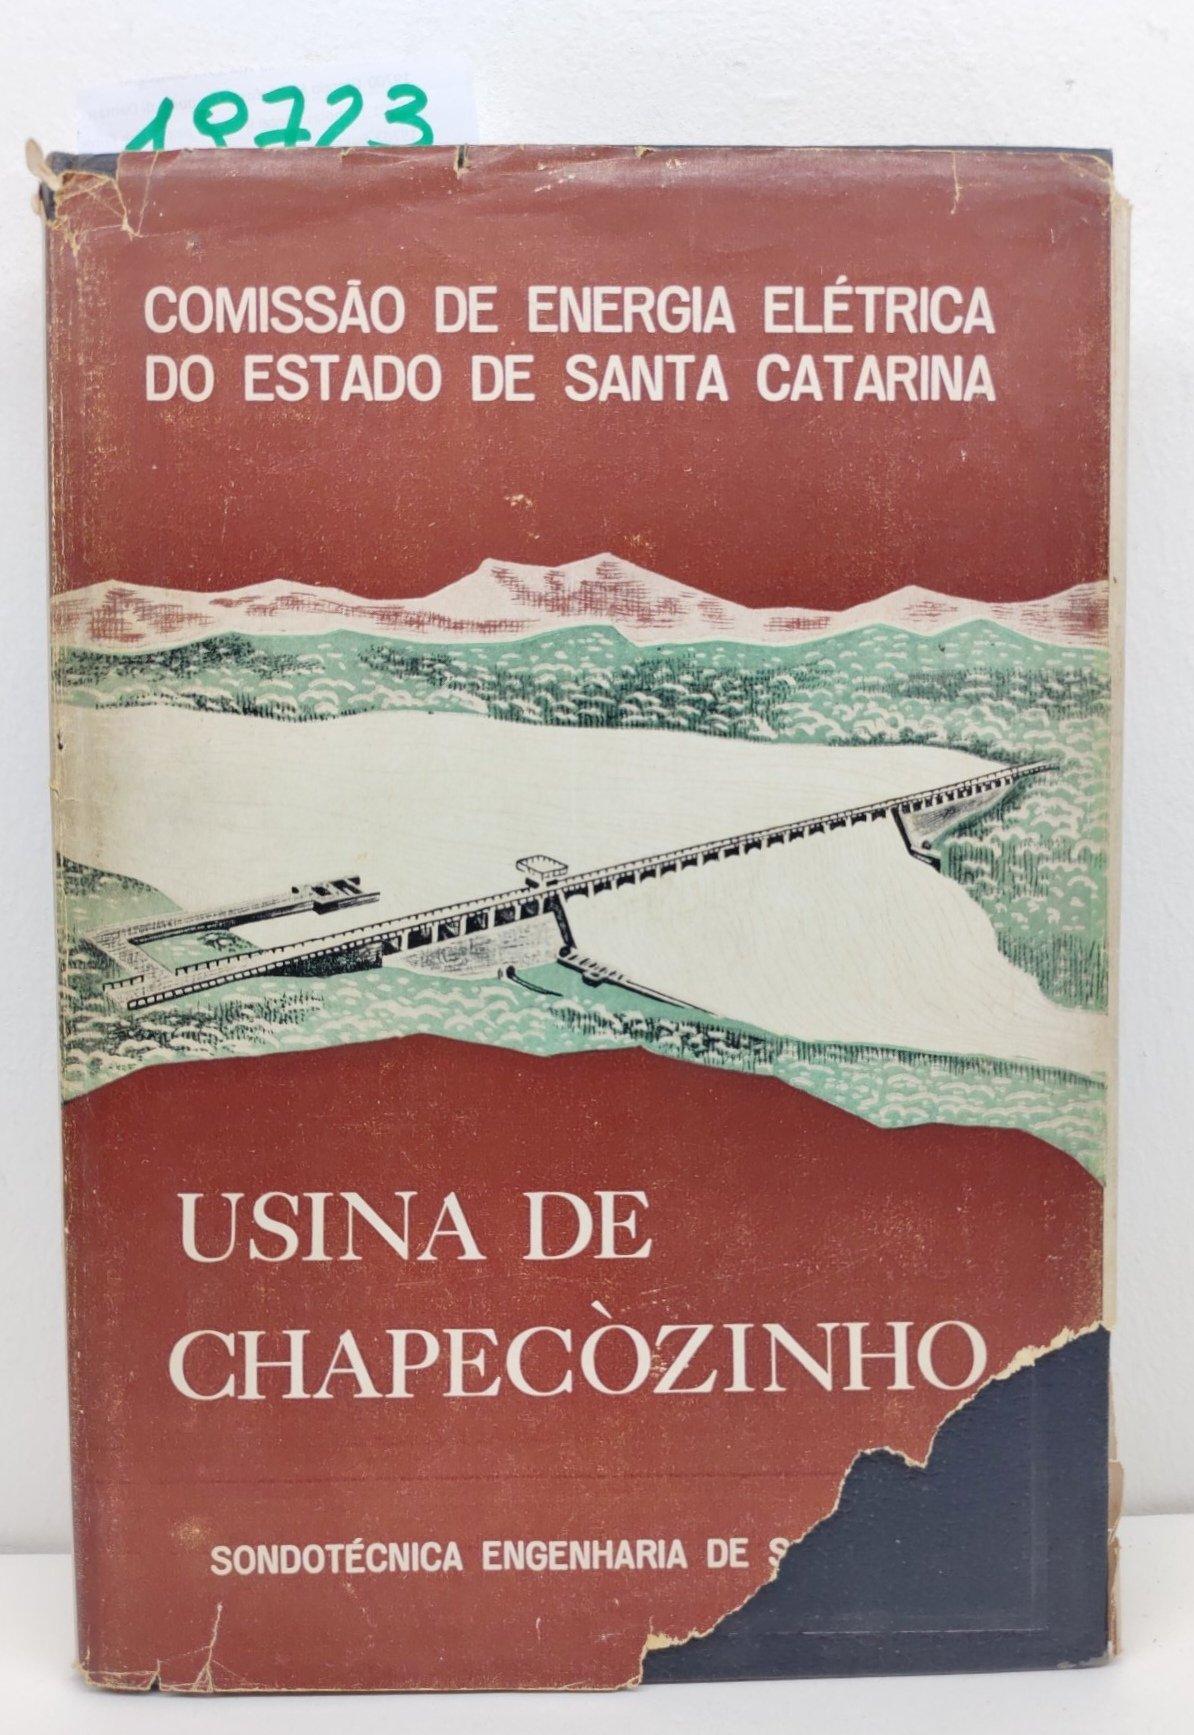 19723
COMISSÃO DE ENERGIA ELÉTRICA
DO ESTADO DE SANTA CATARINA
USINA DE
CHAPECÒZINHO
SONDOTÉCNICA ENGENHARIA DE